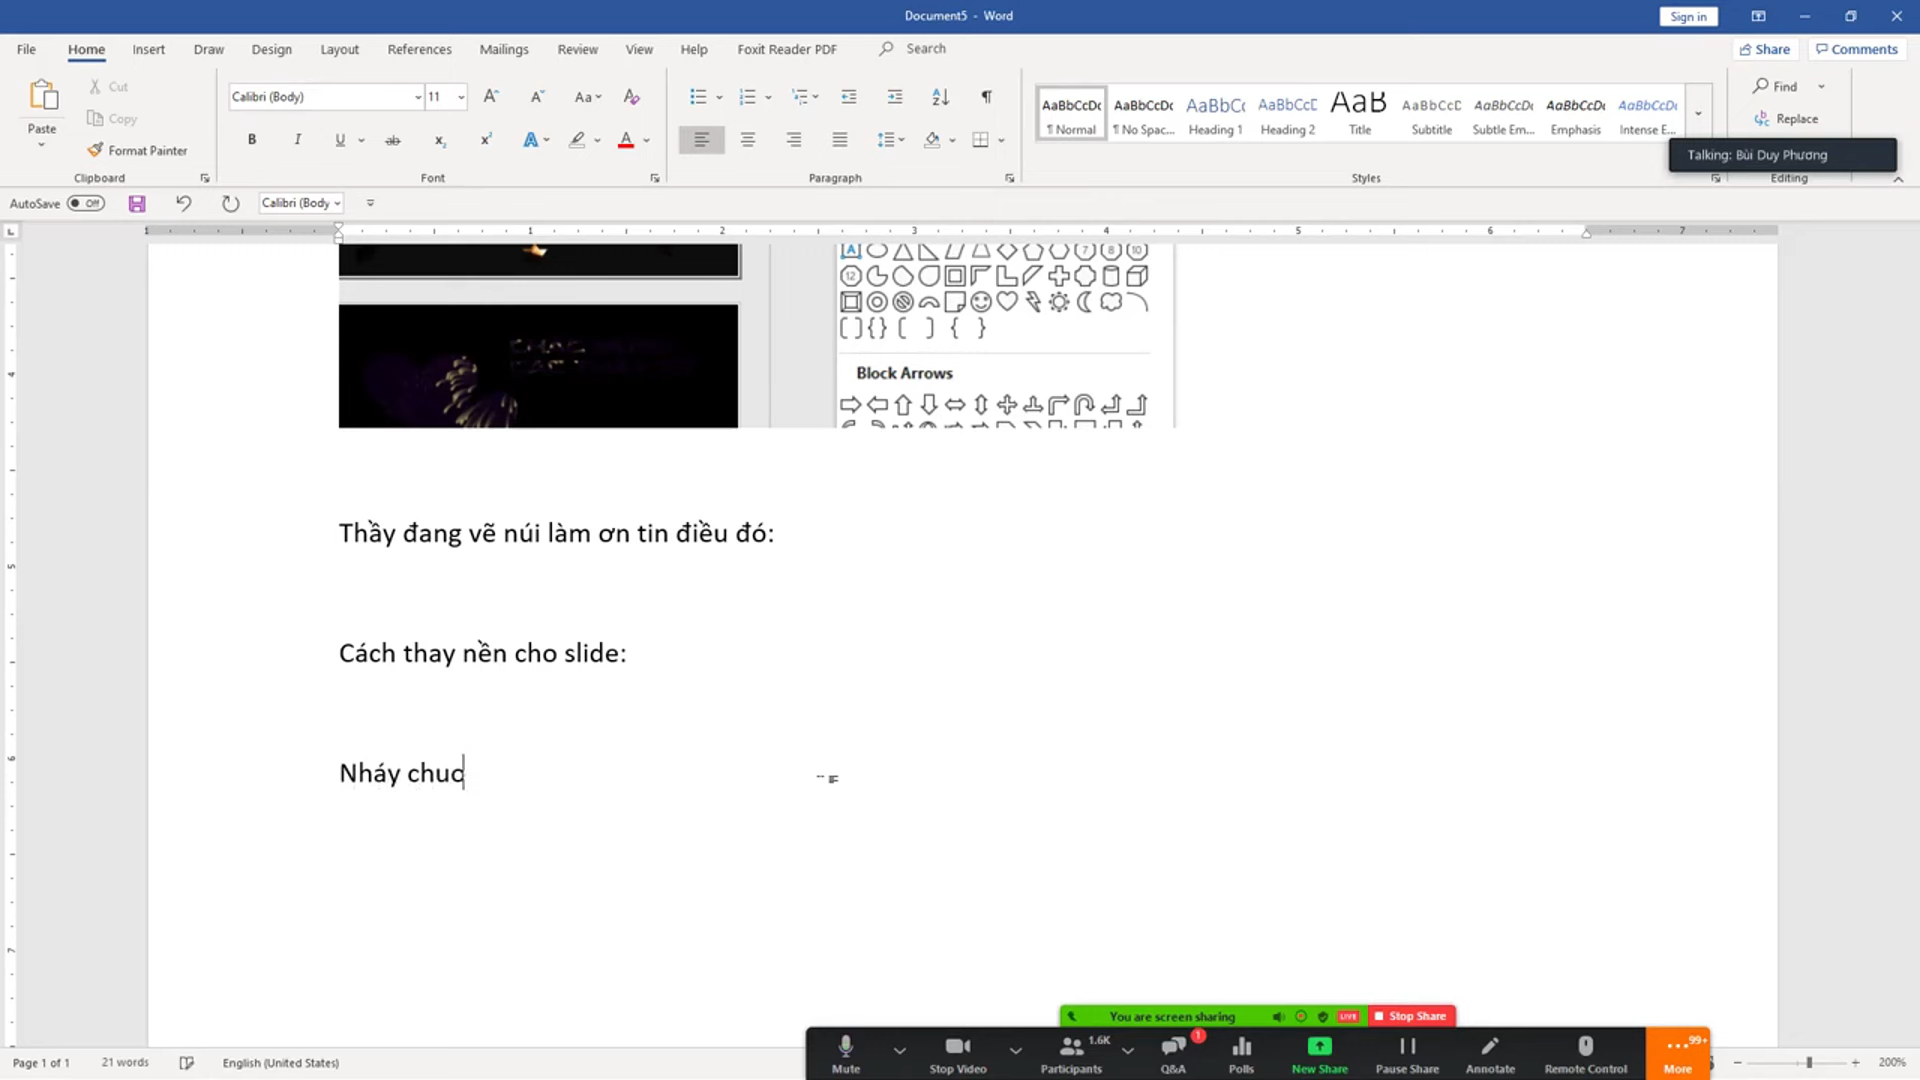 Document5 - Word
Sign in
File Home Insert Draw Design Layout References Mailings Review View Help Foxit Reader PDF Search
Share Comments
Paste
Cut
Copy
Format Painter
Clipboard
Calibri (Body) 11
Font
Paragraph
AaBbCcDc AaBbCcDc AaBbCc AaBbCcD AaB AaBbCcD AaBbCcDc AaBbCcDc AaBbCcDc
¶ Normal ¶ No Spac... Heading 1 Heading 2 Title Subtitle Subtle Em... Emphasis Intense E...
Styles
Find
Replace
Editing
Talking: Bùi Duy Phương
AutoSave Off Calibri (Body
Block Arrows
Thầy đang vẽ núi làm ơn tin điều đó:
Cách thay nền cho slide:
Nháy chuc
You are screen sharing LIVE Stop Share
Mute Stop Video Participants 1.6K Q&A 1 Polls New Share Pause Share Annotate Remote Control More 99+
Page 1 of 1 21 words English (United States) 200%